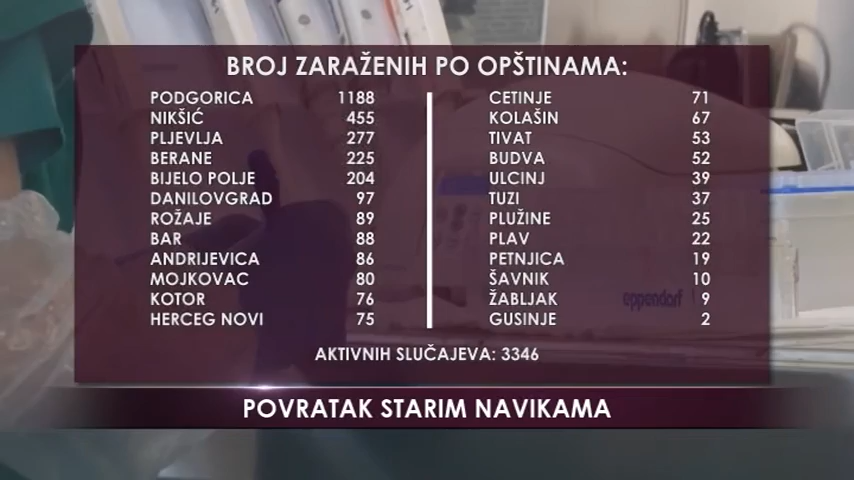 BROJ ZARAŽENIH PO OPŠTINAMA:
PODGORICA 1188
NIKŠIĆ 455
PLJEVLJA 277
BERANE 225
BIJELO POLJE 204
DANILOVGRAD 97
ROŽAJE 89
BAR 88
ANDRIJEVICA 86
MOJKOVAC 80
KOTOR 76
HERCEG NOVI 75
CETINJE 71
KOLAŠIN 67
TIVAT 53
BUDVA 52
ULCINJ 39
TUZI 37
PLUŽINE 25
PLAV 22
PETNJICA 19
ŠAVNIK 10
ŽABLJAK 9
GUSINJE 2
eppendorf
AKTIVNIH SLUČAJEVA: 3346
POVRATAK STARIM NAVIKAMA